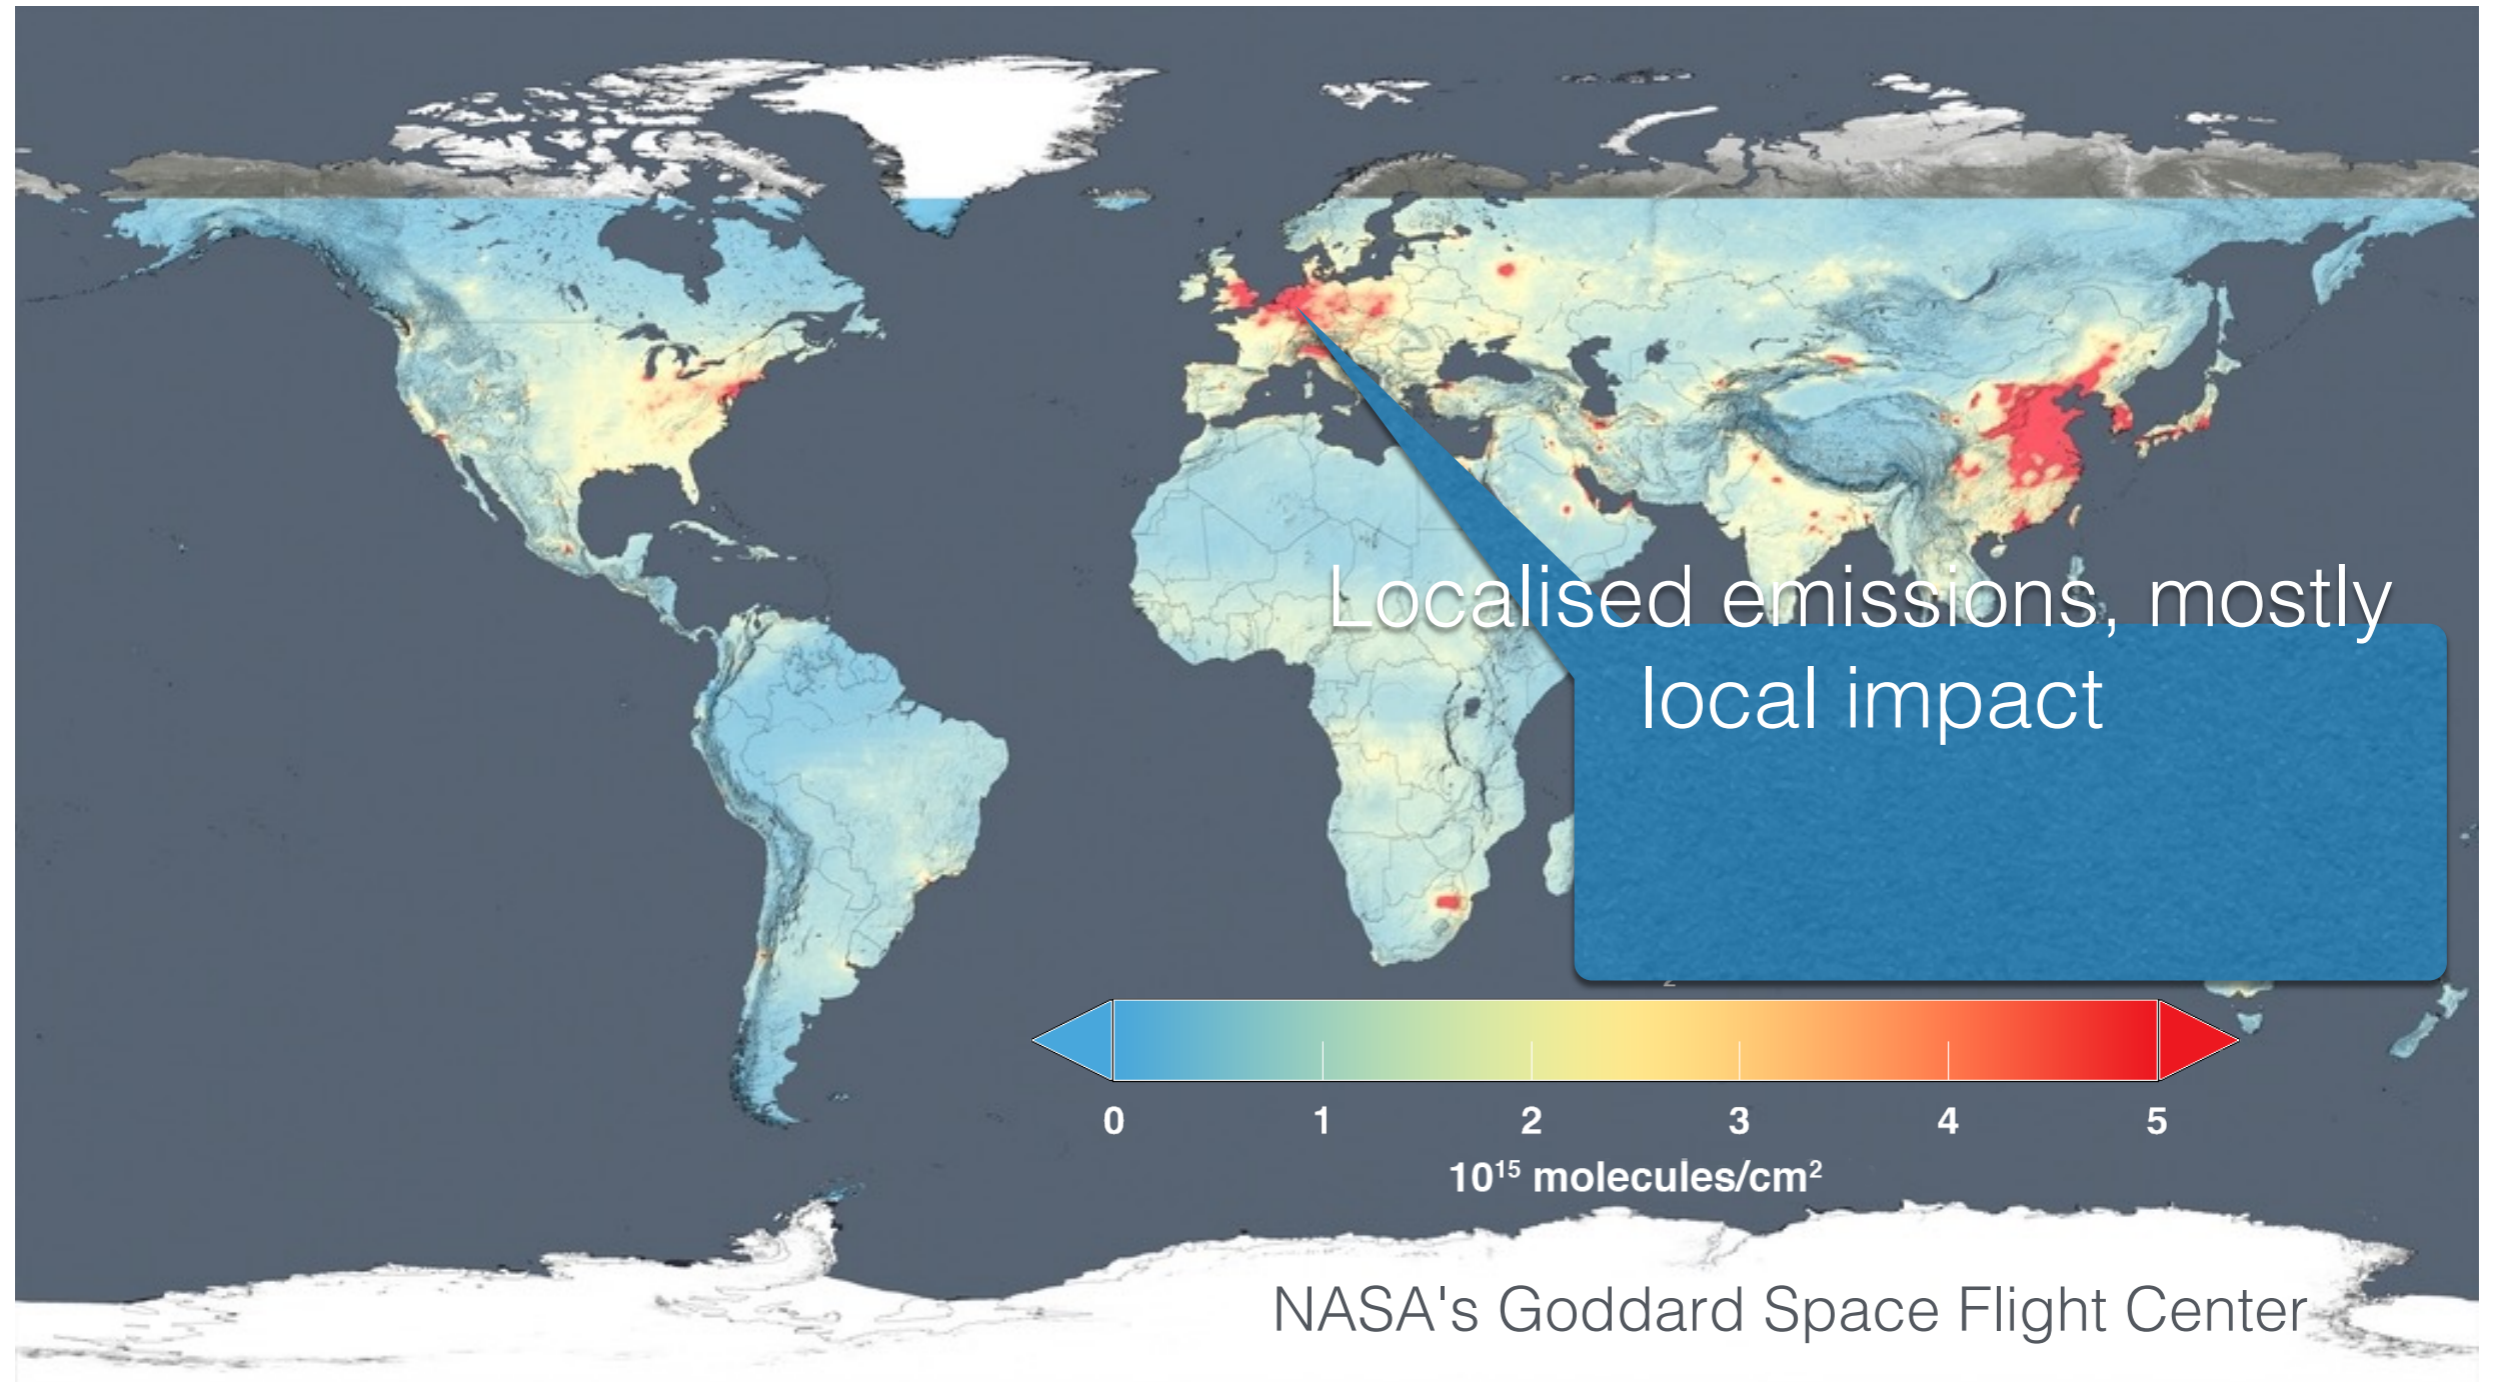 Localised emissions, mostly
local impact
2
0 1 2 3 4 5
10¹⁵ molecules/cm²
NASA's Goddard Space Flight Center